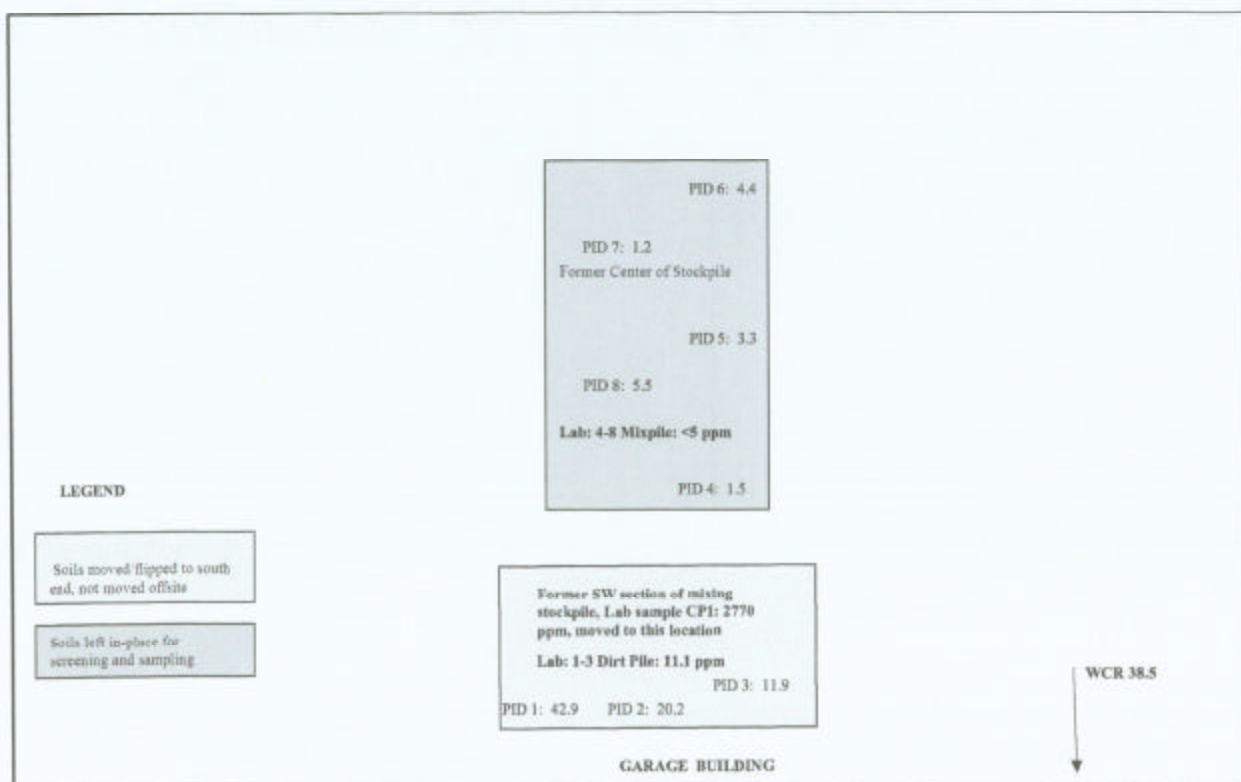 PID 6: 4.4
PID 7: 1.2
Former Center of Stockpile
PID 5: 3.3
PID 8: 5.5
Lab: 4-8 Mixpile: <5 ppm
PID 4: 1.5
LEGEND
Soils moved flipped to south
end, not moved offsite
Soils left in-place for
screening and sampling
Former SW section of mixing
stockpile, Lab sample CP1: 2770
ppm, moved to this location
Lab: 1-3 Dirt Pile: 11.1 ppm
PID 3: 11.9
PID 1: 42.9 PID 2: 20.2
WCR 38.5
GARAGE BUILDING